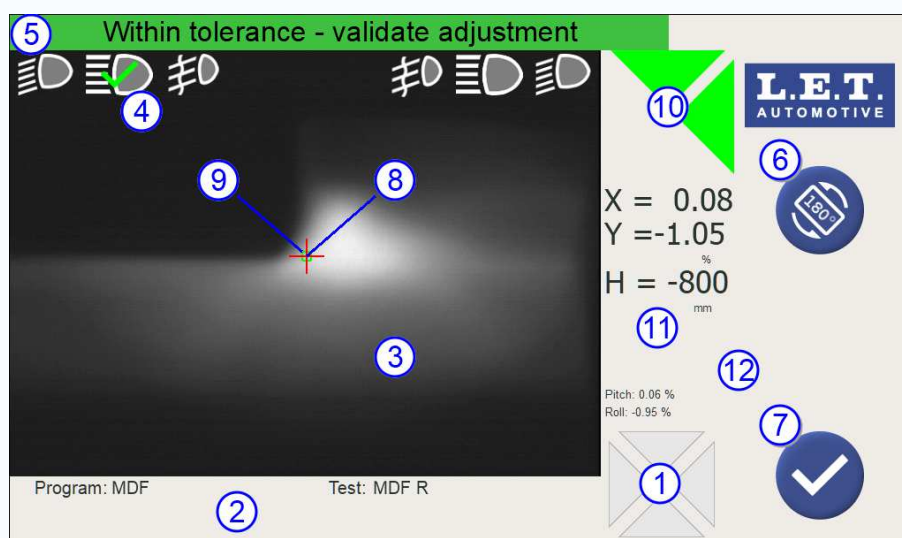 Within tolerance - validate adjustment
5
4
10
L.E.T.
AUTOMOTIVE
6
180°
9
8
X = 0.08
Y =-1.05
%
H = -800
mm
11
3
12
Pitch: 0.06 %
Roll: -0.95 %
7
1
Program: MDF
Test: MDF R
2